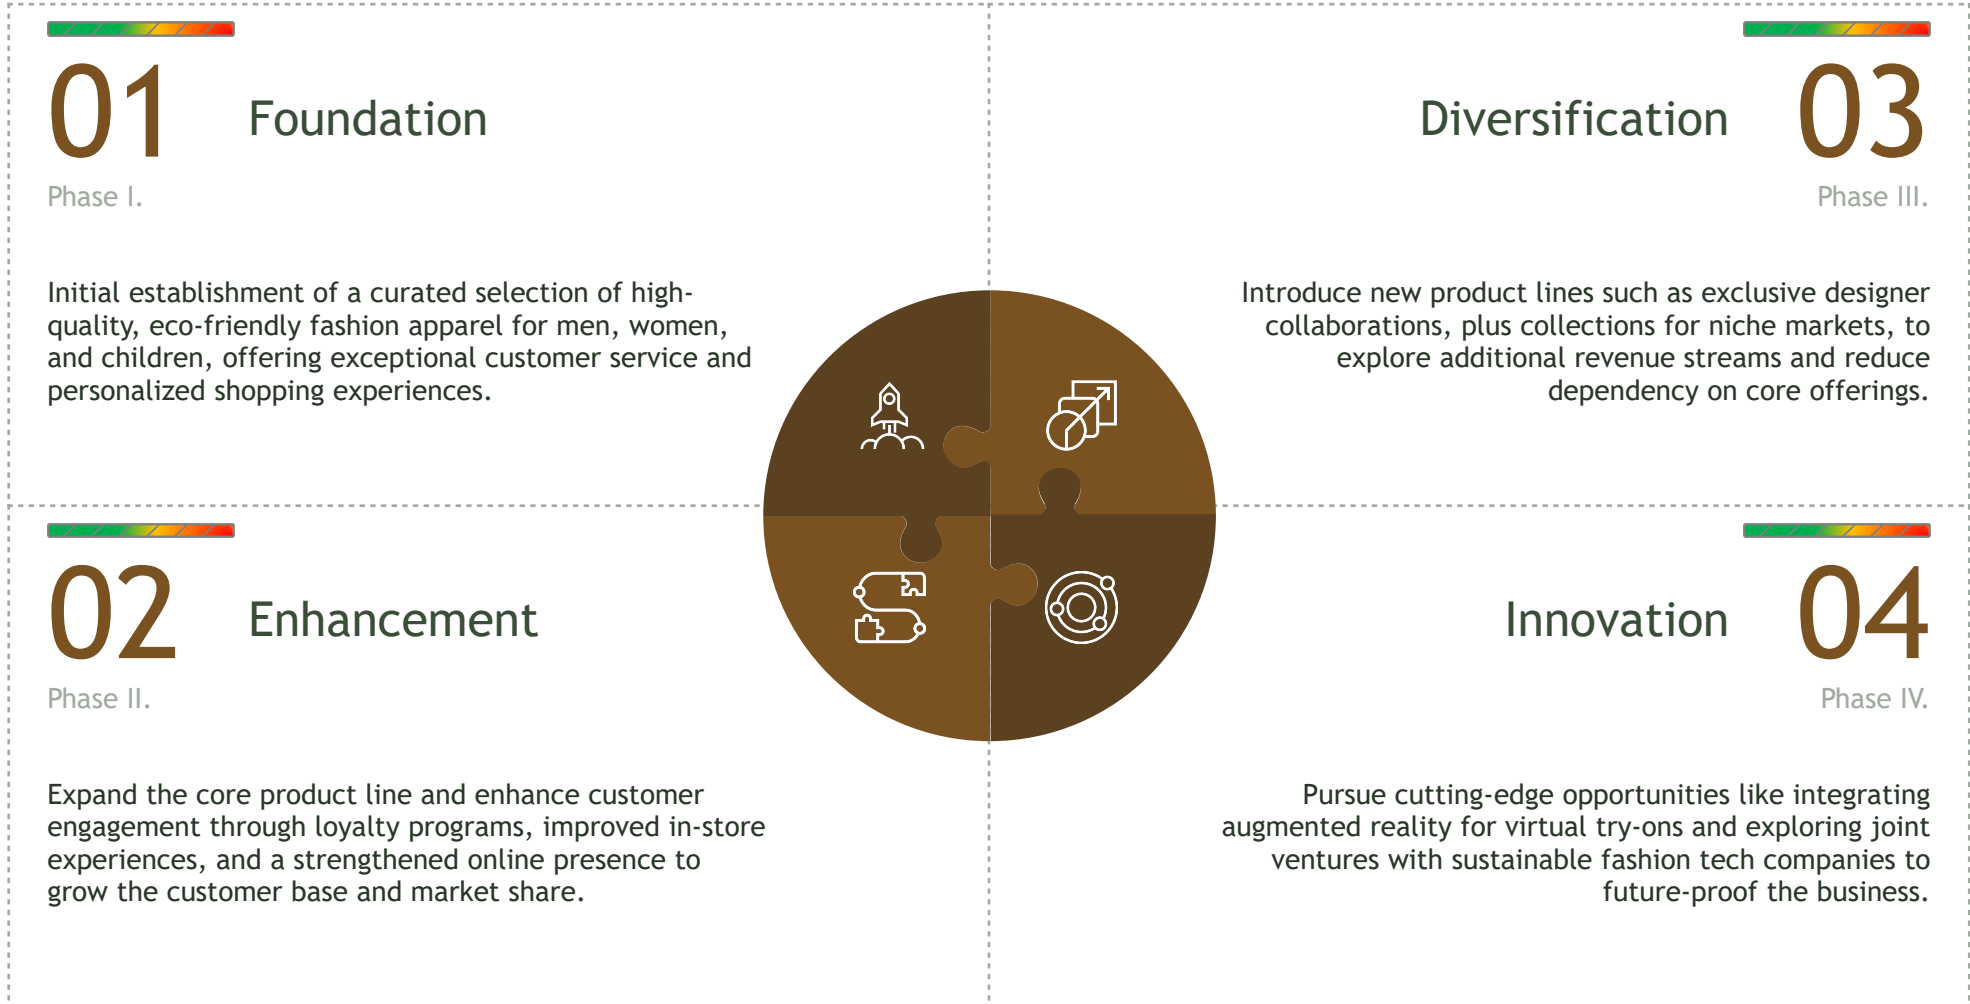 01
Foundation
Phase I.
Initial establishment of a curated selection of high-
quality, eco-friendly fashion apparel for men, women,
and children, offering exceptional customer service and
personalized shopping experiences.
02
Enhancement
Phase II.
Expand the core product line and enhance customer
engagement through loyalty programs, improved in-store
experiences, and a strengthened online presence to
grow the customer base and market share.
Diversification
03
Phase III.
Introduce new product lines such as exclusive designer
collaborations, plus collections for niche markets, to
explore additional revenue streams and reduce
dependency on core offerings.
Innovation
04
Phase IV.
Pursue cutting-edge opportunities like integrating
augmented reality for virtual try-ons and exploring joint
ventures with sustainable fashion tech companies to
future-proof the business.